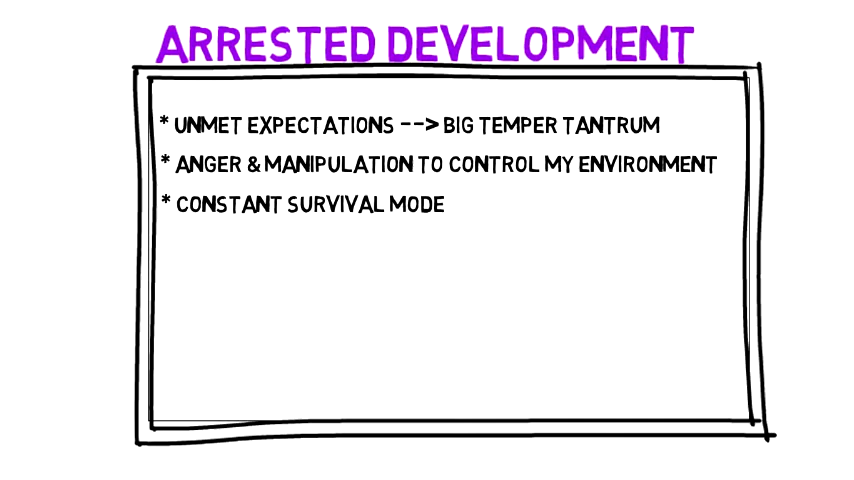 ARRESTED DEVELOPMENT
* UNMET EXPECTATIONS --> BIG TEMPER TANTRUM
* ANGER & MANIPULATION TO CONTROL MY ENVIRONMENT
* CONSTANT SURVIVAL MODE